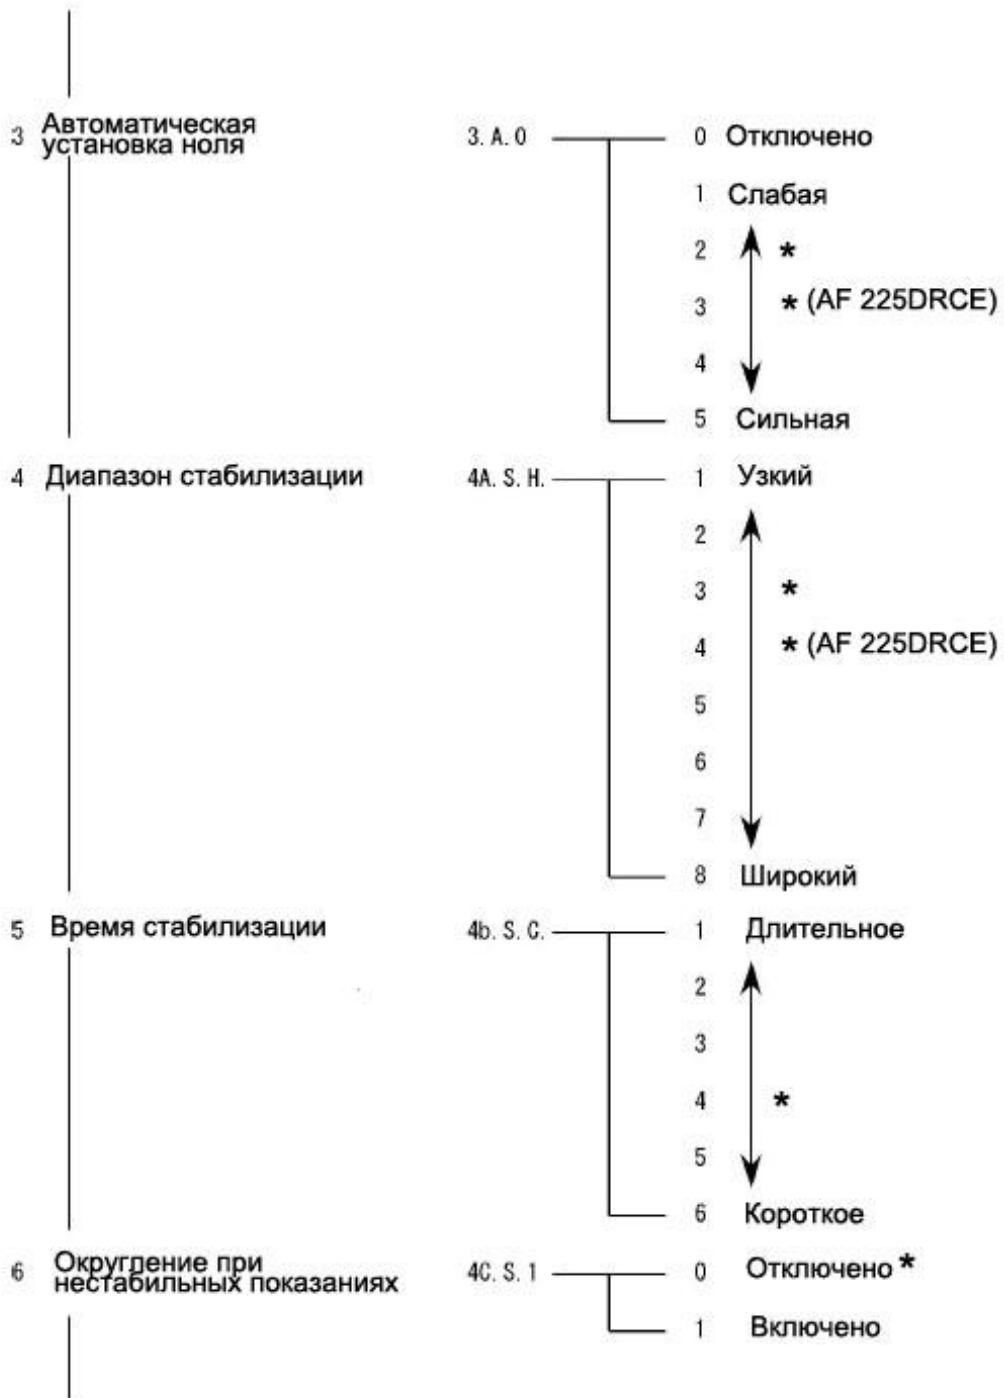 3 Автоматическая
установка ноля
3. A. 0
0 Отключено
1 Слабая
2 *
3 * (AF 225DRCE)
4
5 Сильная
4 Диапазон стабилизации
4A. S. H.
1 Узкий
2
3 *
4 * (AF 225DRCE)
5
6
7
8 Широкий
5 Время стабилизации
4b. S. C.
1 Длительное
2
3
4 *
5
6 Короткое
6 Округление при
нестабильных показаниях
4C. S. 1
0 Отключено *
1 Включено